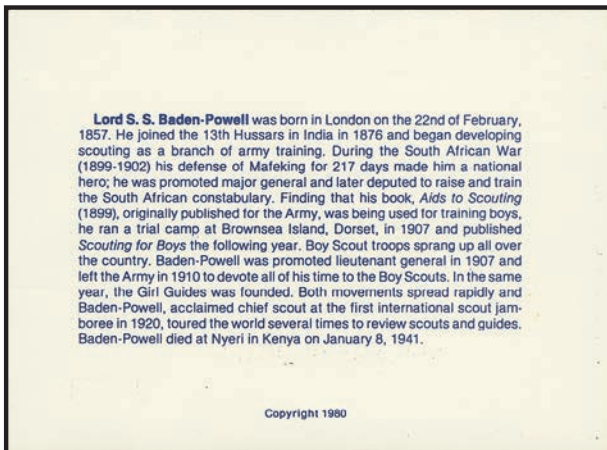 Lord S. S. Baden-Powell was born in London on the 22nd of February,
1857. He joined the 13th Hussars in India in 1876 and began developing
scouting as a branch of army training. During the South African War
(1899-1902) his defense of Mafeking for 217 days made him a national
hero; he was promoted major general and later deputed to raise and train
the South African constabulary. Finding that his book, Aids to Scouting
(1899), originally published for the Army, was being used for training boys,
he ran a trial camp at Brownsea Island, Dorset, in 1907 and published
Scouting for Boys the following year. Boy Scout troops sprang up all over
the country. Baden-Powell was promoted lieutenant general in 1907 and
left the Army in 1910 to devote all of his time to the Boy Scouts. In the same
year, the Girl Guides was founded. Both movements spread rapidly and
Baden-Powell, acclaimed chief scout at the first international scout jam-
boree in 1920, toured the world several times to review scouts and guides.
Baden-Powell died at Nyeri in Kenya on January 8, 1941.
Copyright 1980